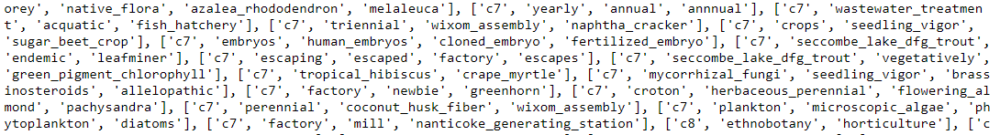 orey', 'native_flora', 'azalea_rhododendron', 'melaleuca'], ['c7', 'yearly', 'annual', 'annnual'], ['c7', 'wastewater_treatmen
t', 'acquatic', 'fish_hatchery'], ['c7', 'triennial', 'wixom_assembly', 'naphtha_cracker'], ['c7', 'crops', 'seedling_vigor',
'sugar_beet_crop'], ['c7', 'embryos', 'human_embryos', 'cloned_embryo', 'fertilized_embryo'], ['c7', 'seccombe_lake_dfg_trout',
'endemic', 'leafminer'], ['c7', 'escaping', 'escaped', 'factory', 'escapes'], ['c7', 'seccombe_lake_dfg_trout', 'vegetatively',
'green_pigment_chlorophyll'], ['c7', 'tropical_hibiscus', 'crape_myrtle'], ['c7', 'mycorrhizal_fungi', 'seedling_vigor', 'brass
inosteroids', 'allelopathic'], ['c7', 'factory', 'newbie', 'greenhorn'], ['c7', 'croton', 'herbaceous_perennial', 'flowering_al
mond', 'pachysandra'], ['c7', 'perennial', 'coconut_husk_fiber', 'wixom_assembly'], ['c7', 'plankton', 'microscopic_algae', 'ph
ytoplankton', 'diatoms'], ['c7', 'factory', 'mill', 'nanticoke_generating_station'], ['c8', 'ethnobotany', 'horticulture'], ['c